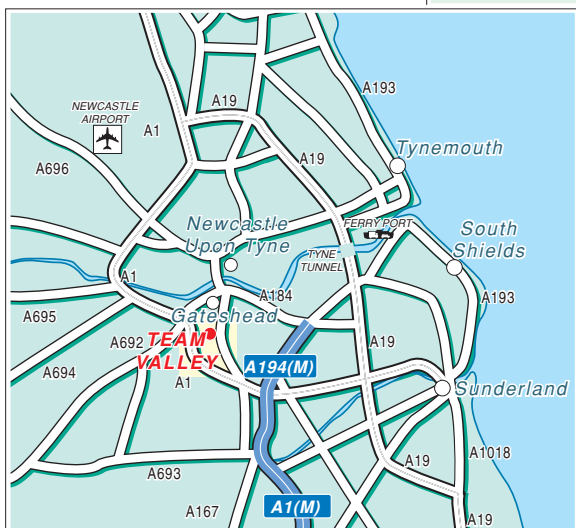 A193
A19
NEWCASTLE
AIRPORT
A1
A19
Tynemouth
A696
Newcastle
Upon Tyne
FERRY PORT
South
Shields
TYNE
TUNNEL
A1
A184
A193
A695
Gateshead
A692
TEAM
VALLEY
A19
A694
A1
A194(M)
Sunderland
A693
A19
A1018
A167
A1(M)
A19